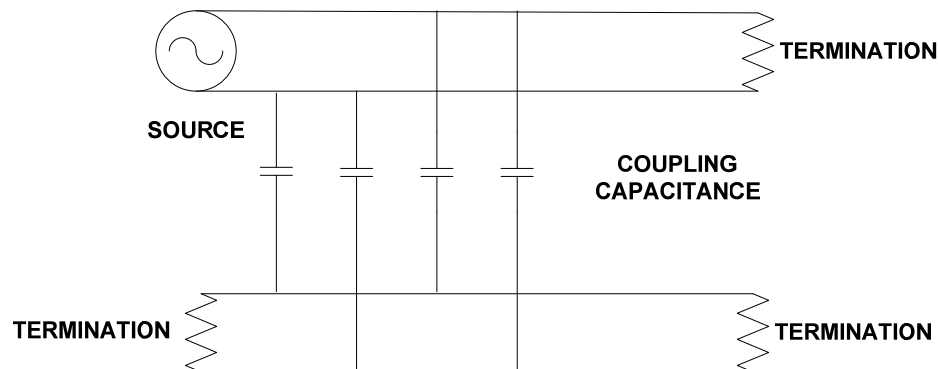 TERMINATION
SOURCE
COUPLING
CAPACITANCE
TERMINATION
TERMINATION